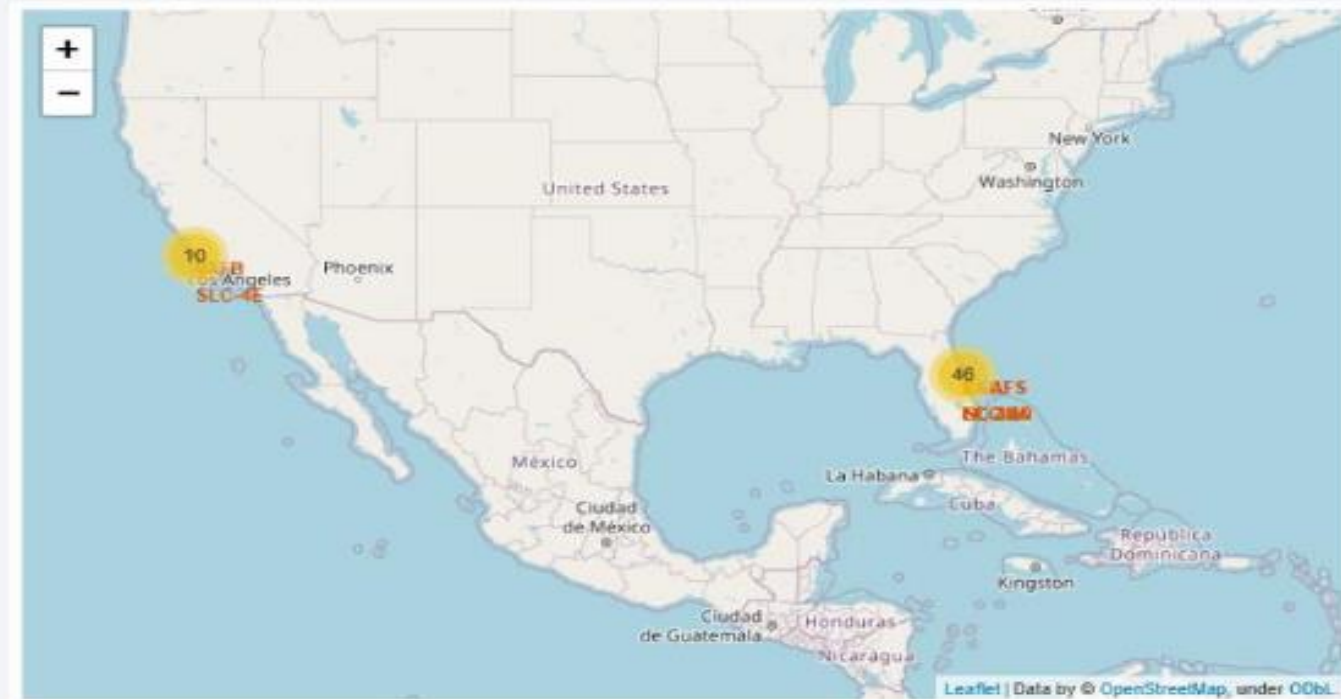 +
−
New York
Washington
United States
10
Los Angeles
Phoenix
SLC-4E
46
AFS
México
The Bahamas
La Habana
Cuba
Ciudad
de México
República
Dominicana
Kingston
Ciudad
de Guatemala
Honduras
Nicaragua
Leaflet | Data by © OpenStreetMap, under ODbL.